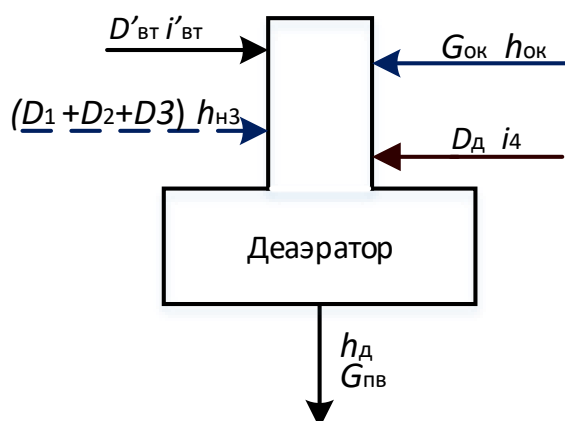 D′вт i′вт
Gок hок
(D1 +D2+D3) hн3
Dд i4
Деаэратор
hд
Gпв